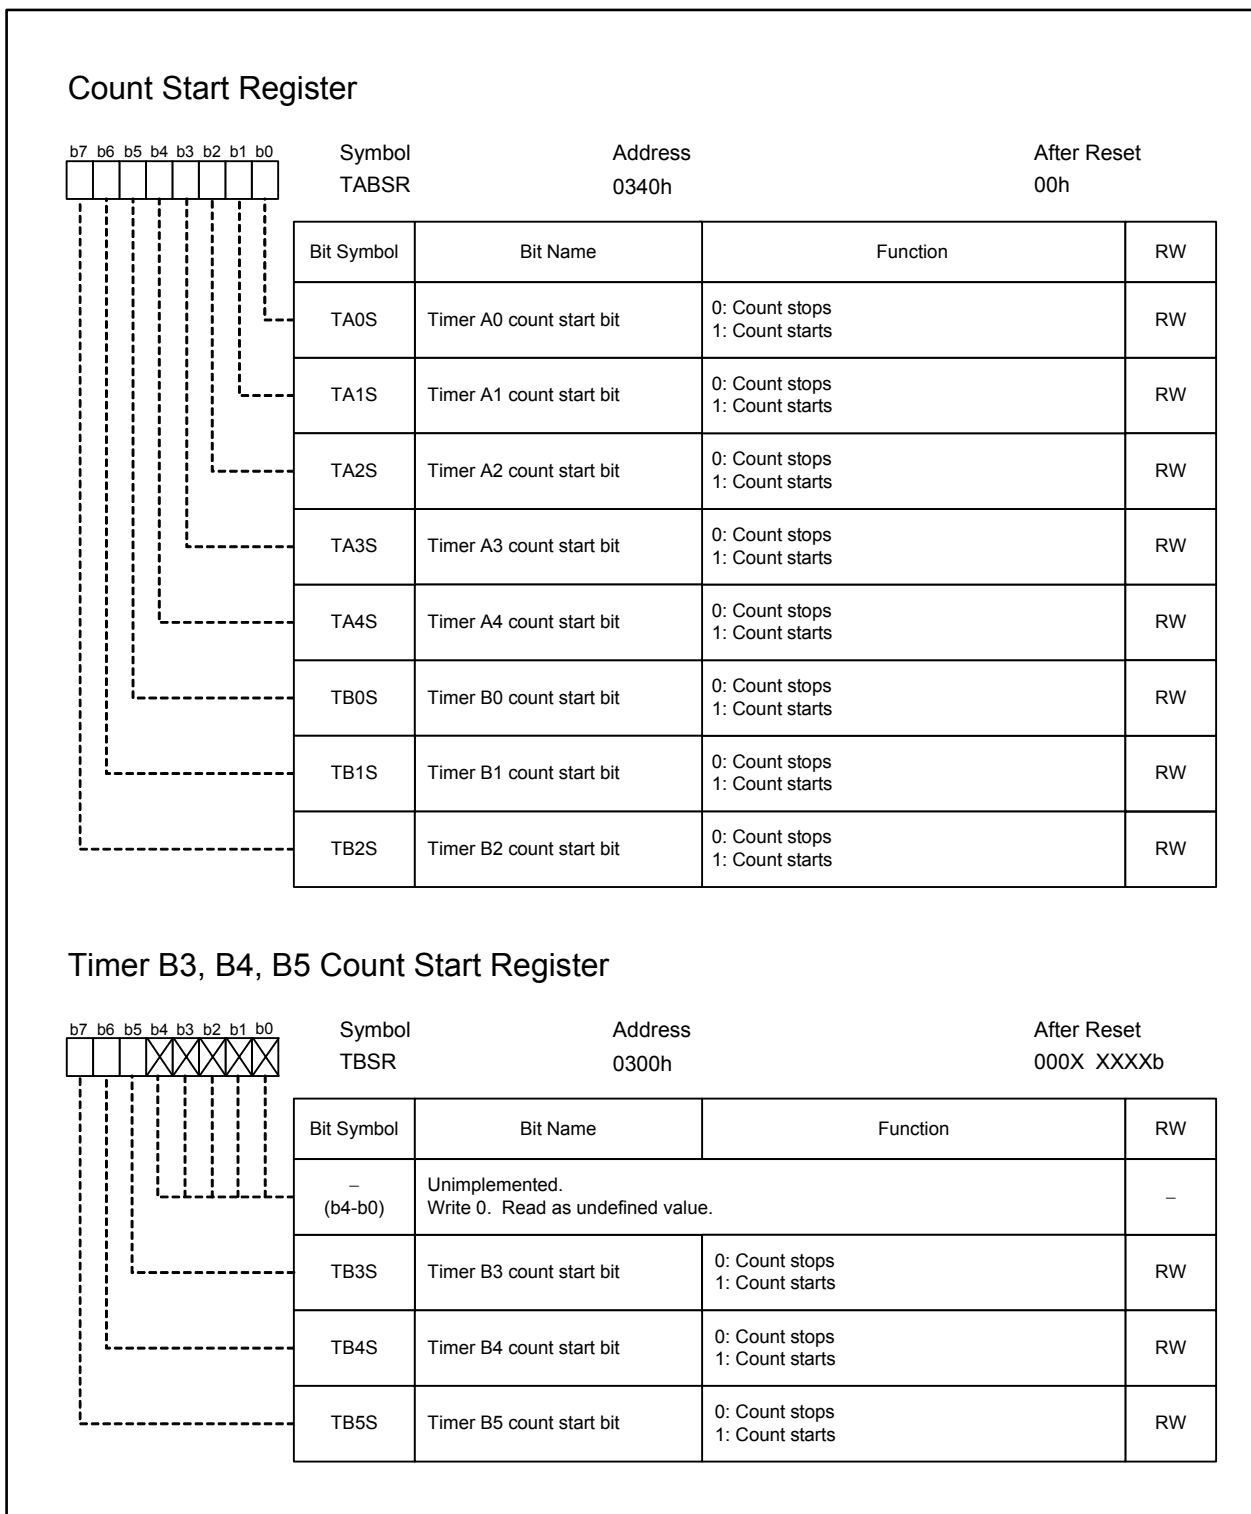 Count Start Register
b7 b6 b5 b4 b3 b2 b1 b0
Symbol Address After Reset
TABSR 0340h 00h
Bit Symbol Bit Name Function RW
TA0S Timer A0 count start bit 0: Count stops
1: Count starts RW
TA1S Timer A1 count start bit 0: Count stops
1: Count starts RW
TA2S Timer A2 count start bit 0: Count stops
1: Count starts RW
TA3S Timer A3 count start bit 0: Count stops
1: Count starts RW
TA4S Timer A4 count start bit 0: Count stops
1: Count starts RW
TB0S Timer B0 count start bit 0: Count stops
1: Count starts RW
TB1S Timer B1 count start bit 0: Count stops
1: Count starts RW
TB2S Timer B2 count start bit 0: Count stops
1: Count starts RW
Timer B3, B4, B5 Count Start Register
b7 b6 b5 b4 b3 b2 b1 b0
Symbol Address After Reset
TBSR 0300h 000X XXXXb
Bit Symbol Bit Name Function RW
–
(b4-b0) Unimplemented.
Write 0. Read as undefined value. –
TB3S Timer B3 count start bit 0: Count stops
1: Count starts RW
TB4S Timer B4 count start bit 0: Count stops
1: Count starts RW
TB5S Timer B5 count start bit 0: Count stops
1: Count starts RW